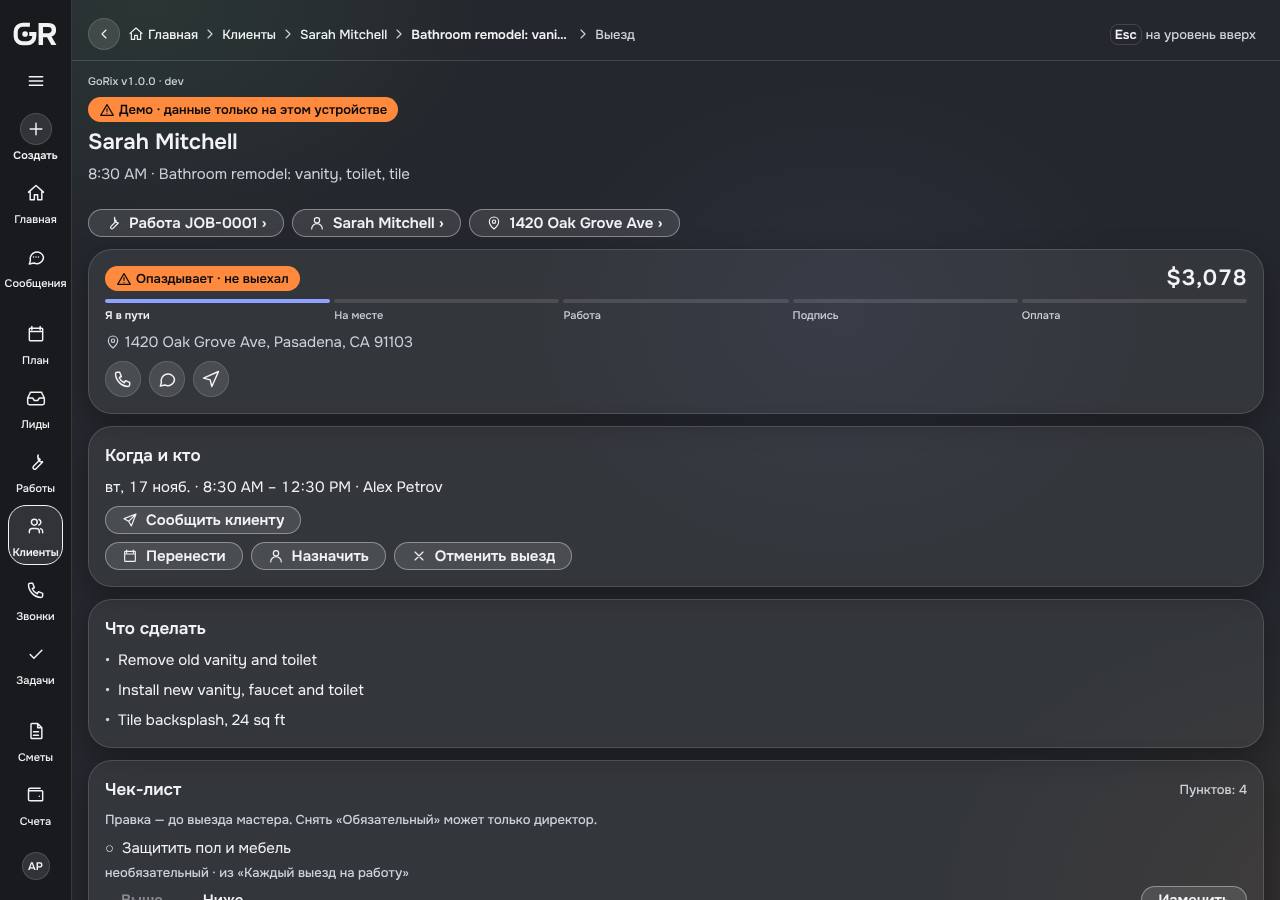 GR
Главная
Клиенты
Sarah Mitchell
Bathroom remodel: vani...
Выезд
Esc на уровень вверх
GoRix v1.0.0 · dev
Демо · данные только на этом устройстве
Sarah Mitchell
8:30 AM · Bathroom remodel: vanity, toilet, tile
Работа JOB-0001 ›
Sarah Mitchell ›
1420 Oak Grove Ave ›
Опаздывает · не выехал
$3,078
Я в пути
На месте
Работа
Подпись
Оплата
1420 Oak Grove Ave, Pasadena, CA 91103
Когда и кто
вт, 17 нояб. · 8:30 AM – 12:30 PM · Alex Petrov
Сообщить клиенту
Перенести
Назначить
Отменить выезд
Что сделать
• Remove old vanity and toilet
• Install new vanity, faucet and toilet
• Tile backsplash, 24 sq ft
Чек-лист
Пунктов: 4
Правка — до выезда мастера. Снять «Обязательный» может только директор.
○ Защитить пол и мебель
необязательный · из «Каждый выезд на работу»
Выше
Ниже
Изменить
Создать
Главная
Сообщения
План
Лиды
Работы
Клиенты
Звонки
Задачи
Сметы
Счета
AP